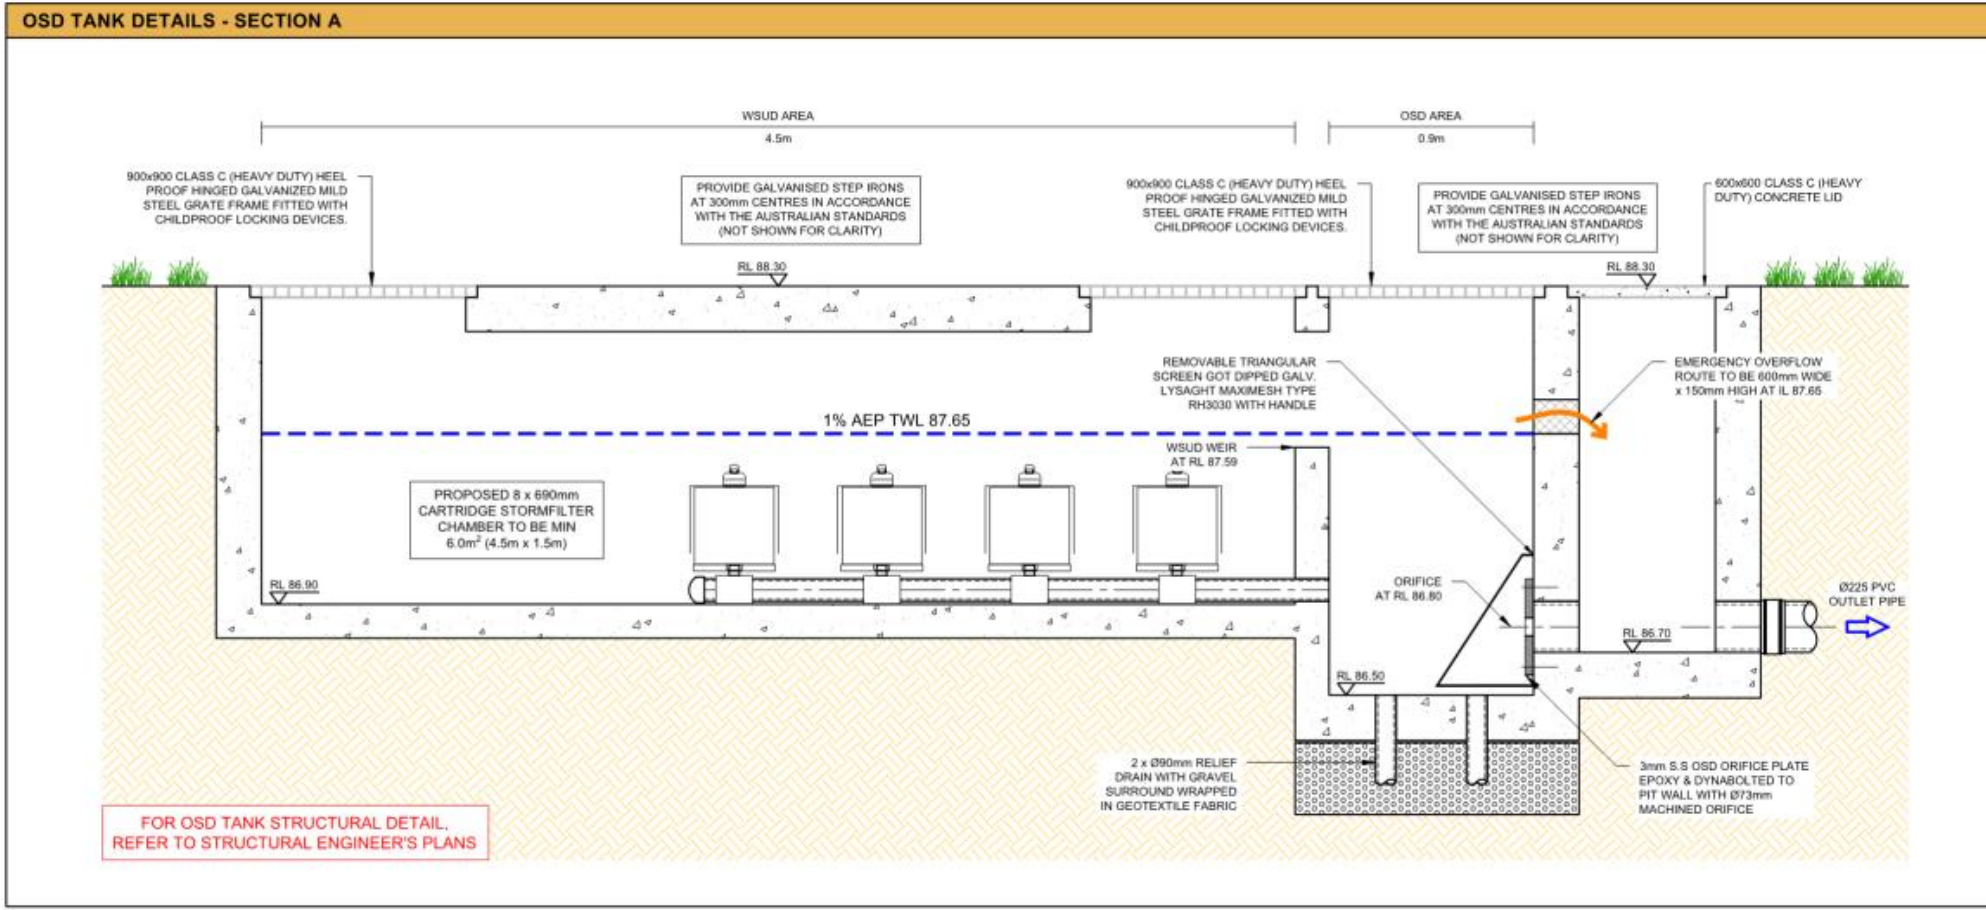 OSD TANK DETAILS - SECTION A
WSUD AREA
4.5m
OSD AREA
0.9m
900x900 CLASS C (HEAVY DUTY) HEEL
PROOF HINGED GALVANIZED MILD
STEEL GRATE FRAME FITTED WITH
CHILDPROOF LOCKING DEVICES.
PROVIDE GALVANISED STEP IRONS
AT 300mm CENTRES IN ACCORDANCE
WITH THE AUSTRALIAN STANDARDS
(NOT SHOWN FOR CLARITY)
900x900 CLASS C (HEAVY DUTY) HEEL
PROOF HINGED GALVANIZED MILD
STEEL GRATE FRAME FITTED WITH
CHILDPROOF LOCKING DEVICES.
PROVIDE GALVANISED STEP IRONS
AT 300mm CENTRES IN ACCORDANCE
WITH THE AUSTRALIAN STANDARDS
(NOT SHOWN FOR CLARITY)
600x600 CLASS C (HEAVY
DUTY) CONCRETE LID
RL 88.30
RL 88.30
REMOVABLE TRIANGULAR
SCREEN GOT DIPPED GALV.
LYSAGHT MAXIMESH TYPE
RH3030 WITH HANDLE
EMERGENCY OVERFLOW
ROUTE TO BE 600mm WIDE
x 150mm HIGH AT IL 87.65
1% AEP TWL 87.65
WSUD WEIR
AT RL 87.59
PROPOSED 8 x 690mm
CARTRIDGE STORMFILTER
CHAMBER TO BE MIN
6.0m² (4.5m x 1.5m)
RL 86.90
ORIFICE
AT RL 86.80
Ø225 PVC
OUTLET PIPE
RL 86.70
RL 86.50
2 x Ø90mm RELIEF
DRAIN WITH GRAVEL
SURROUND WRAPPED
IN GEOTEXTILE FABRIC
3mm S.S OSD ORIFICE PLATE
EPOXY & DYNABOLTED TO
PIT WALL WITH Ø73mm
MACHINED ORIFICE
FOR OSD TANK STRUCTURAL DETAIL,
REFER TO STRUCTURAL ENGINEER'S PLANS